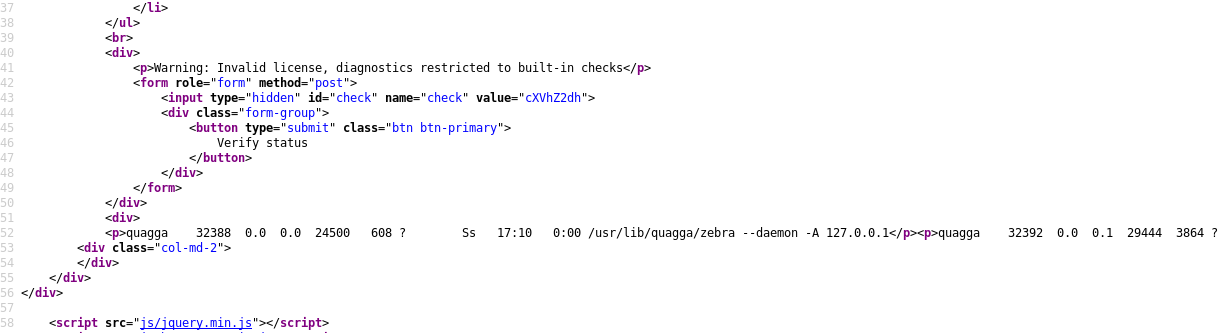 37 </li>
38 </ul>
39 <br>
40 <div>
41 <p>Warning: Invalid license, diagnostics restricted to built-in checks</p>
42 <form role="form" method="post">
43 <input type="hidden" id="check" name="check" value="cXVhZ2dh">
44 <div class="form-group">
45 <button type="submit" class="btn btn-primary">
46 Verify status
47 </button>
48 </div>
49 </form>
50 </div>
51 <div>
52 <p>quagga 32388 0.0 0.0 24500 608 ? Ss 17:10 0:00 /usr/lib/quagga/zebra --daemon -A 127.0.0.1</p><p>quagga 32392 0.0 0.1 29444 3864 ?
53 <div class="col-md-2">
54 </div>
55 </div>
56 </div>
57
58 <script src="js/jquery.min.js"></script>